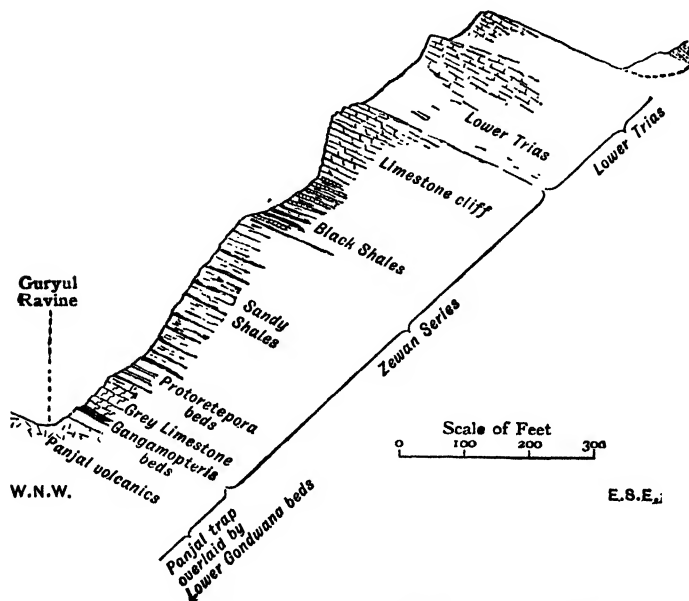 Lower Trias
Lower Trias
Limestone cliff
Black Shales
Zewan Series
Guryul
Ravine
Sandy
Shales
Protoretepora
beds
Grey Limestone
Gangamopteris
beds
Panjal volcanics
Scale of Feet
0 100 200 300
W.N.W.
E.S.E.
Panjal trap
overlaid by
Lower Gondwana beds